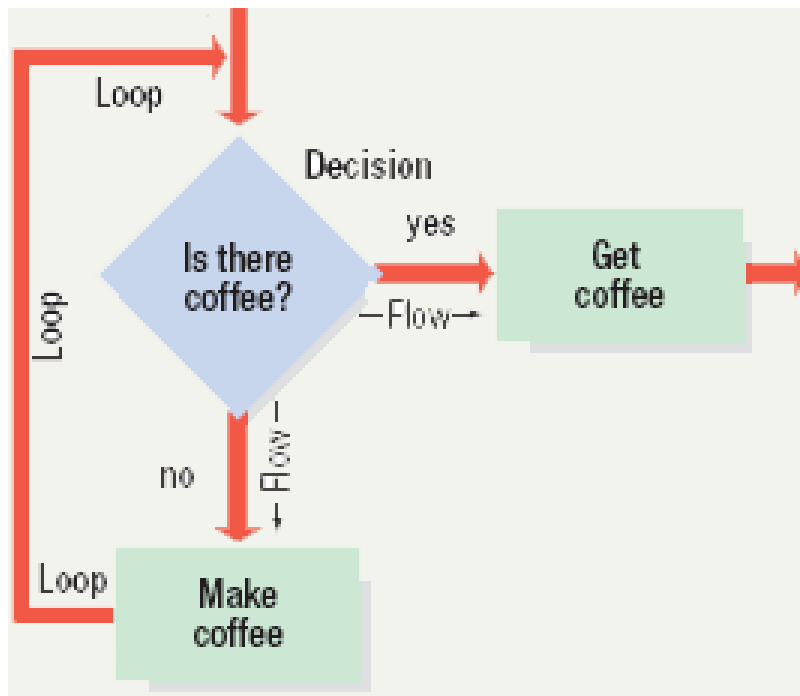 Loop
Decision
yes
Is there
coffee?
Get
coffee
Flow
Loop
no
Flow
Loop
Make
coffee